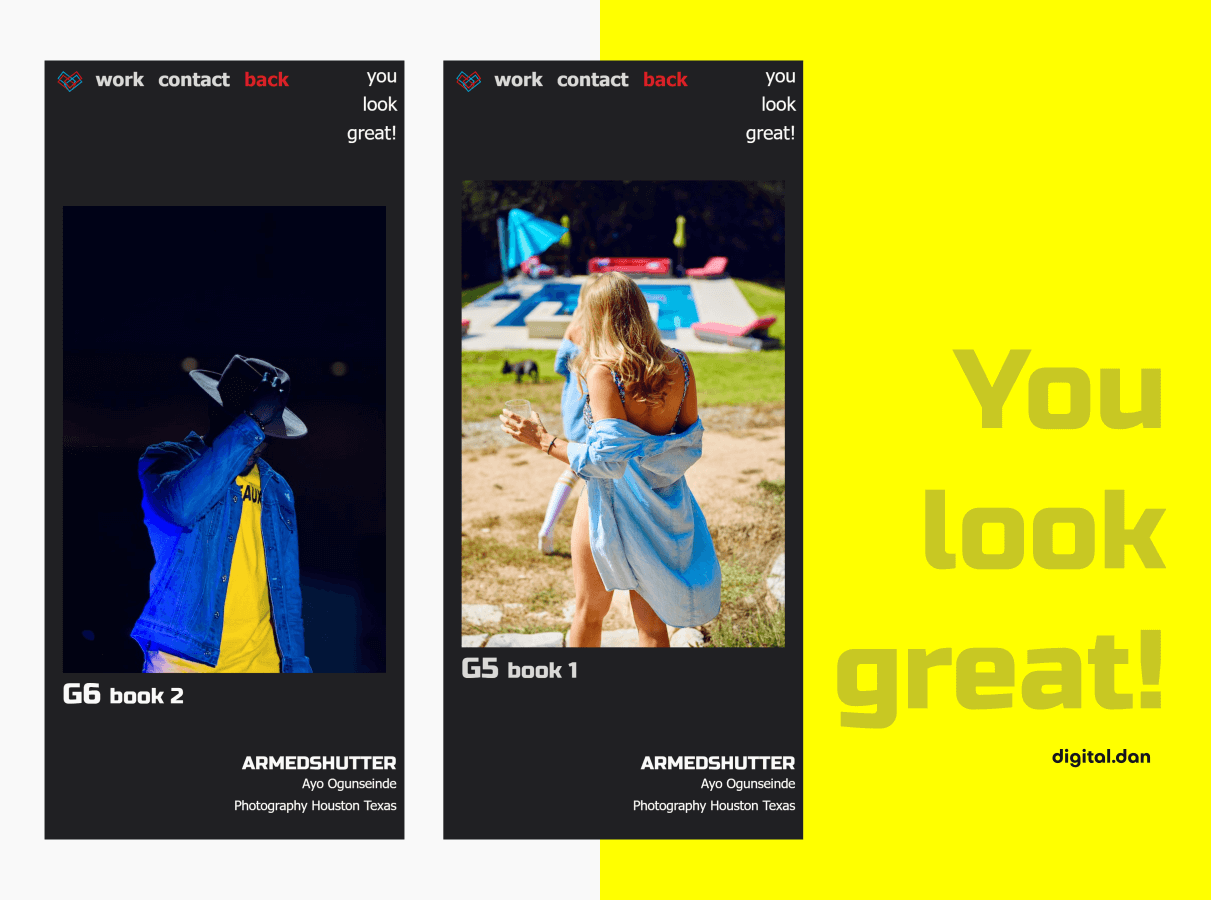 work contact back
you
look
great!
EAUX
G6 book 2
ARMEDSHUTTER
Ayo Ogunseinde
Photography Houston Texas
work contact back
you
look
great!
G5 book 1
ARMEDSHUTTER
Ayo Ogunseinde
Photography Houston Texas
You
look
great!
digital.dan